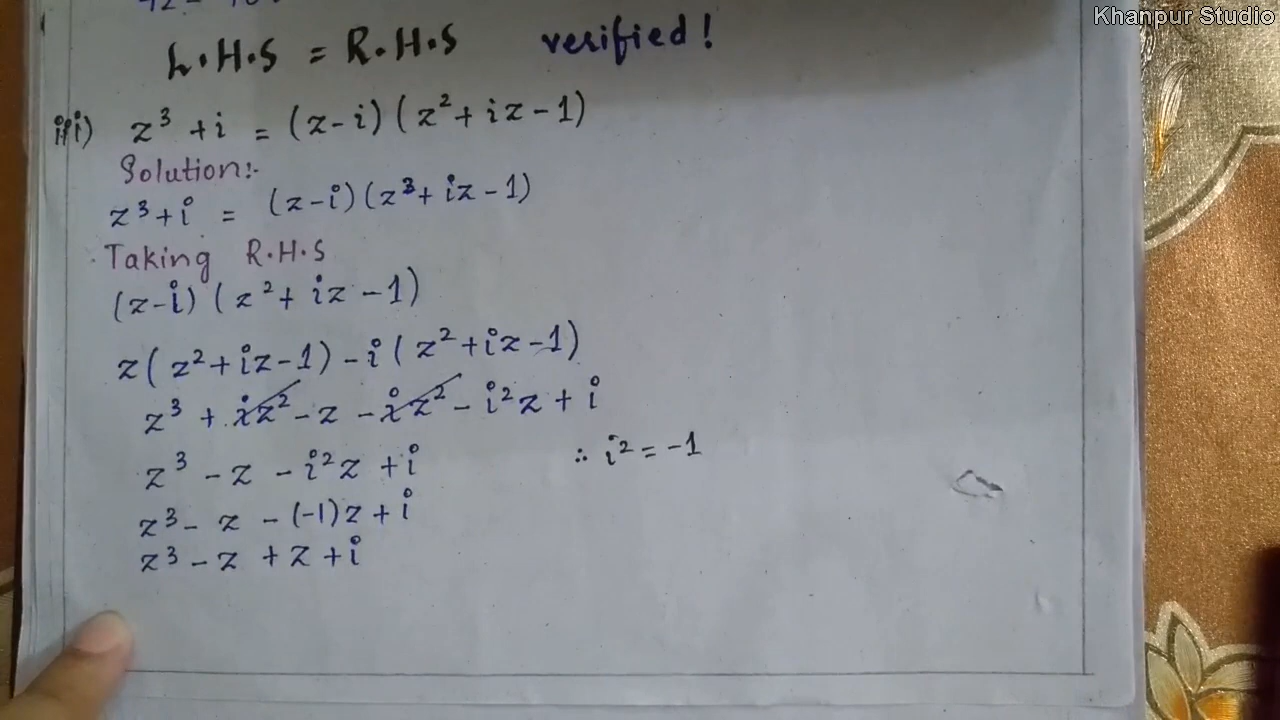 Khanpur Studio
L.H.S = R.H.S verified!
iii) z³ + i = (z-i) (z² + iz - 1)
Solution:-
z³ + i = (z-i) (z³ + iz - 1)
Taking R.H.S
(z-i) (z² + iz - 1)
z (z² + iz - 1) - i (z² + iz - 1)
z³ + iz² - z - iz² - i²z + i
z³ - z - i²z + i ∴ i² = -1
z³ - z - (-1)z + i
z³ - z + z + i